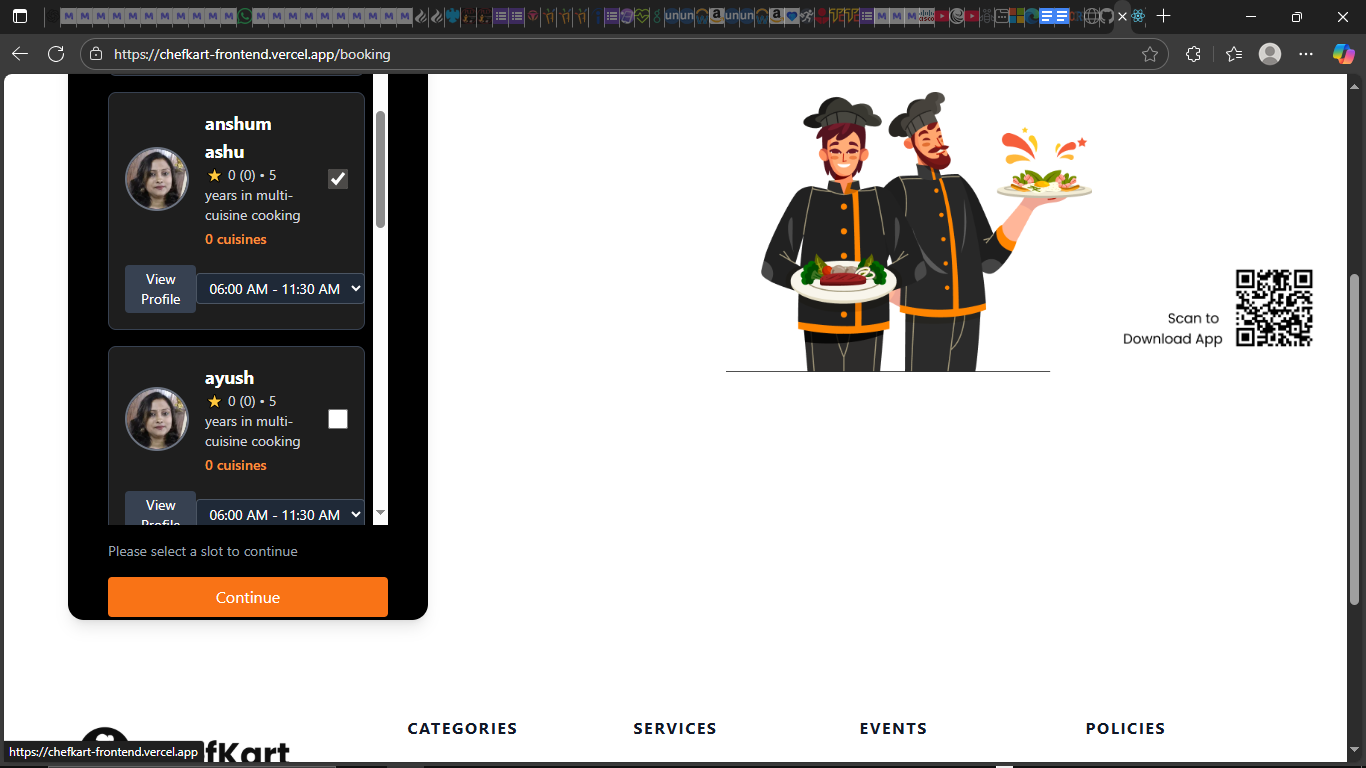 https://chefkart-frontend.vercel.app/booking
anshum
ashu
0 (0) • 5
years in multi-
cuisine cooking
0 cuisines
View
Profile
06:00 AM - 11:30 AM
ayush
0 (0) • 5
years in multi-
cuisine cooking
0 cuisines
View
Profile
06:00 AM - 11:30 AM
Please select a slot to continue
Continue
Scan to
Download App
CATEGORIES
SERVICES
EVENTS
POLICIES
fKart
https://chefkart-frontend.vercel.app